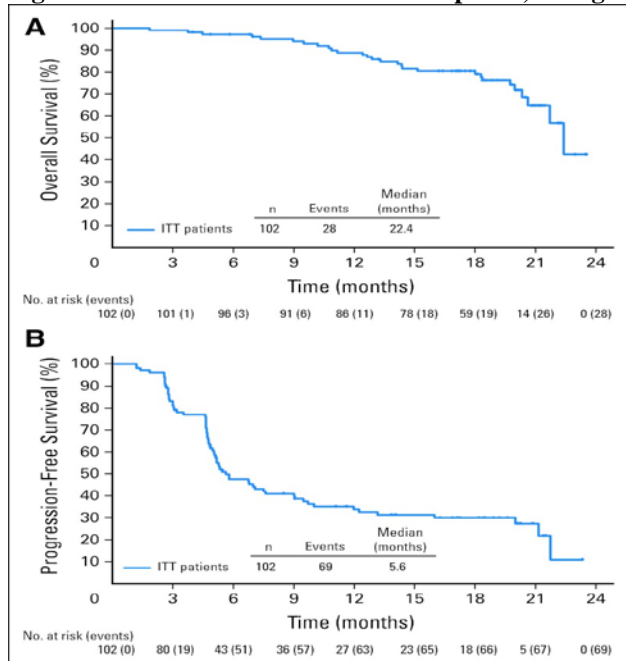 A
Overall Survival (%)
100
90
80
70
60
50
40
30
20
10
0
n Events Median (months)
ITT patients 102 28 22.4
3 6 9 12 15 18 21 24
Time (months)
No. at risk (events)
102 (0) 101 (1) 96 (3) 91 (6) 86 (11) 78 (18) 59 (19) 14 (26) 0 (28)
B
Progression-Free Survival (%)
100
90
80
70
60
50
40
30
20
10
0
n Events Median (months)
ITT patients 102 69 5.6
3 6 9 12 15 18 21 24
Time (months)
No. at risk (events)
102 (0) 80 (19) 43 (51) 36 (57) 27 (63) 23 (65) 18 (66) 5 (67) 0 (69)